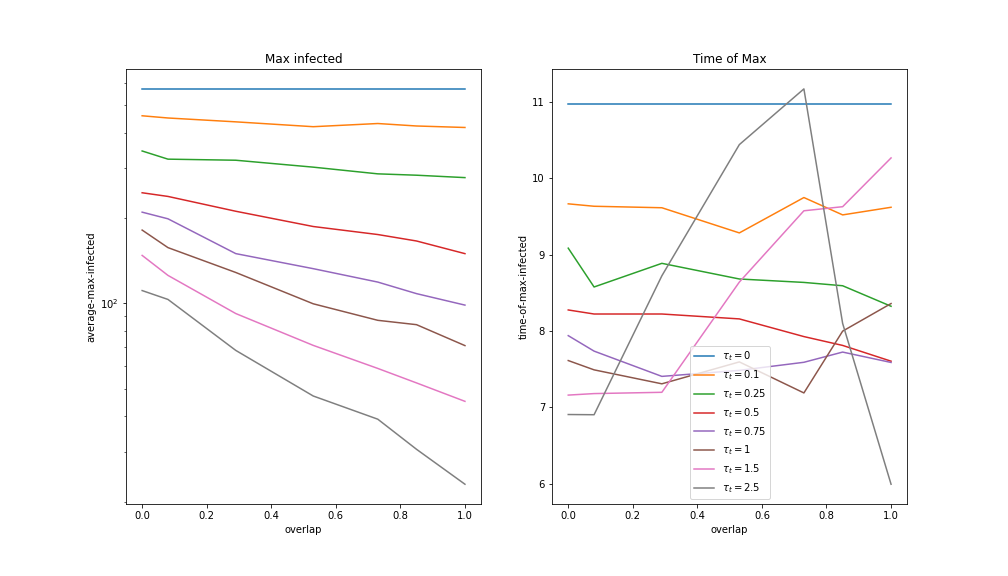 Max infected
average-max-infected
10²
0.0 0.2 0.4 0.6 0.8 1.0
overlap
Time of Max
time-of-max-infected
11
10
9
8
7
6
τₜ = 0
τₜ = 0.1
τₜ = 0.25
τₜ = 0.5
τₜ = 0.75
τₜ = 1
τₜ = 1.5
τₜ = 2.5
0.0 0.2 0.4 0.6 0.8 1.0
overlap